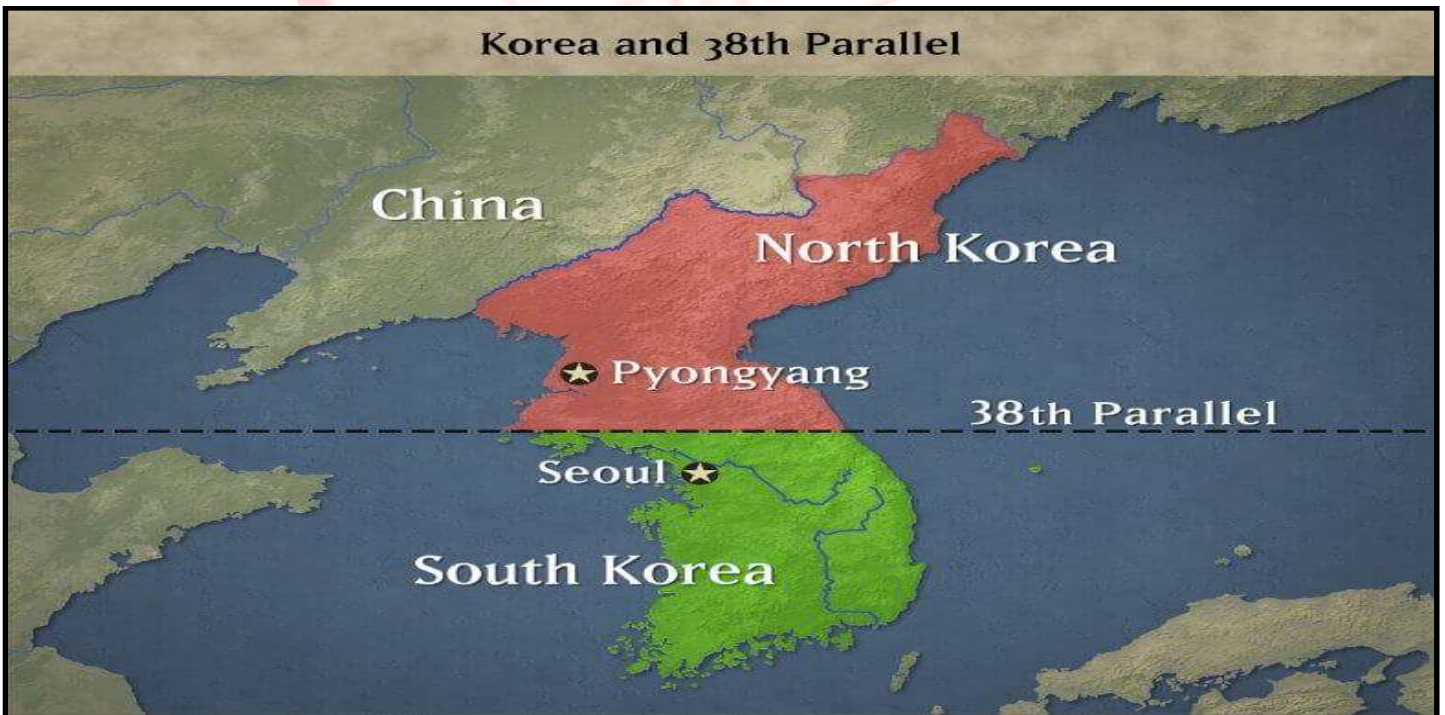 Korea and 38th Parallel
China
North Korea
Pyongyang
38th Parallel
Seoul
South Korea